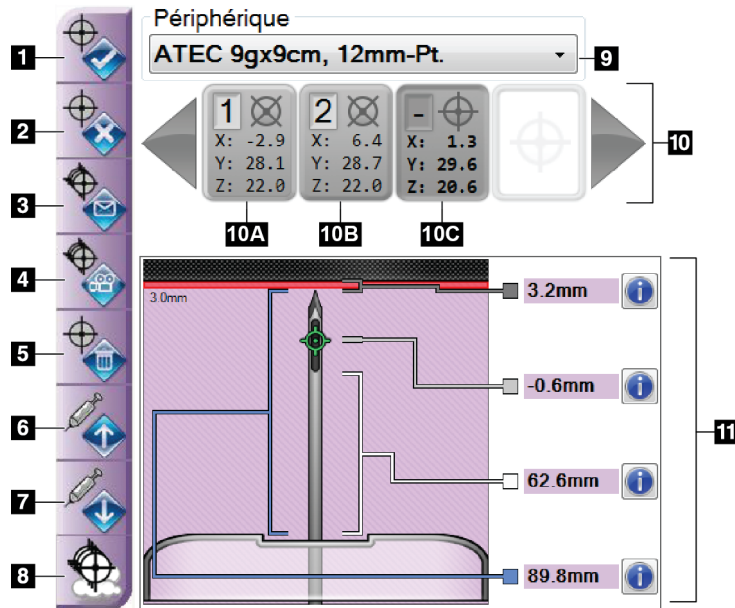 Périphérique
ATEC 9gx9cm, 12mm-Pt.
1
2
3
4
5
6
7
8
9
1
X: -2.9
Y: 28.1
Z: 22.0
2
X: 6.4
Y: 28.7
Z: 22.0
-
X: 1.3
Y: 29.6
Z: 20.6
10
10A
10B
10C
3.0mm
3.2mm
-0.6mm
62.6mm
89.8mm
11